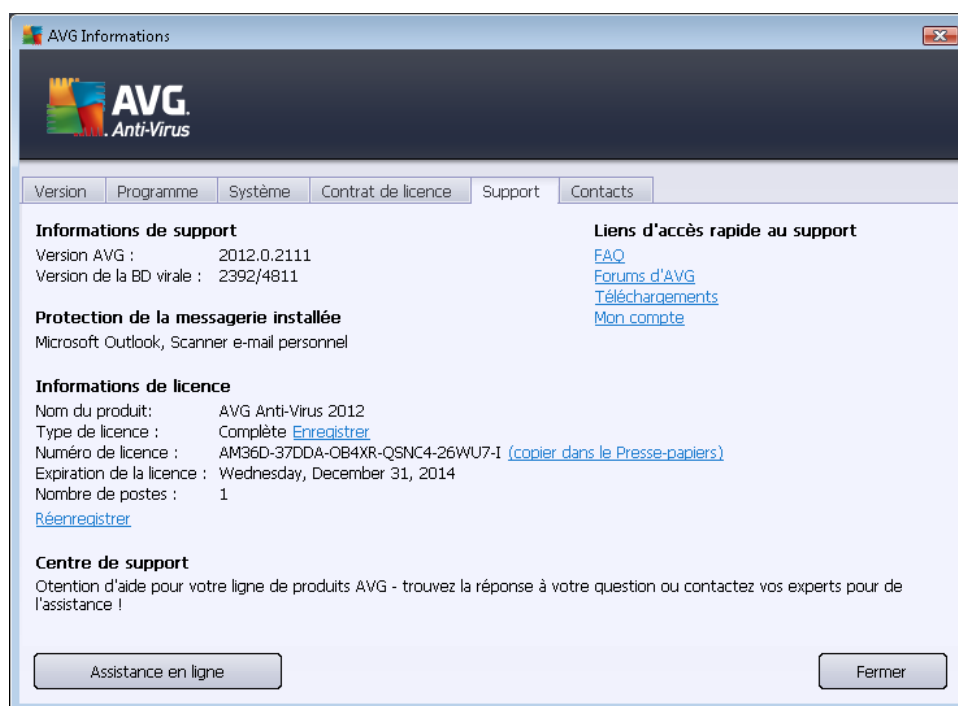 AVG Informations
AVG.
Anti-Virus
Version Programme Système Contrat de licence Support Contacts
Informations de support
Version AVG : 2012.0.2111
Version de la BD virale : 2392/4811
Protection de la messagerie installée
Microsoft Outlook, Scanner e-mail personnel
Informations de licence
Nom du produit: AVG Anti-Virus 2012
Type de licence : Complète Enregistrer
Numéro de licence : AM36D-37DDA-OB4XR-QSNC4-26WU7-I (copier dans le Presse-papiers)
Expiration de la licence : Wednesday, December 31, 2014
Nombre de postes : 1
Réenregistrer
Centre de support
Otention d'aide pour votre ligne de produits AVG - trouvez la réponse à votre question ou contactez vos experts pour de
l'assistance !
Liens d'accès rapide au support
FAQ
Forums d'AVG
Téléchargements
Mon compte
Assistance en ligne
Fermer